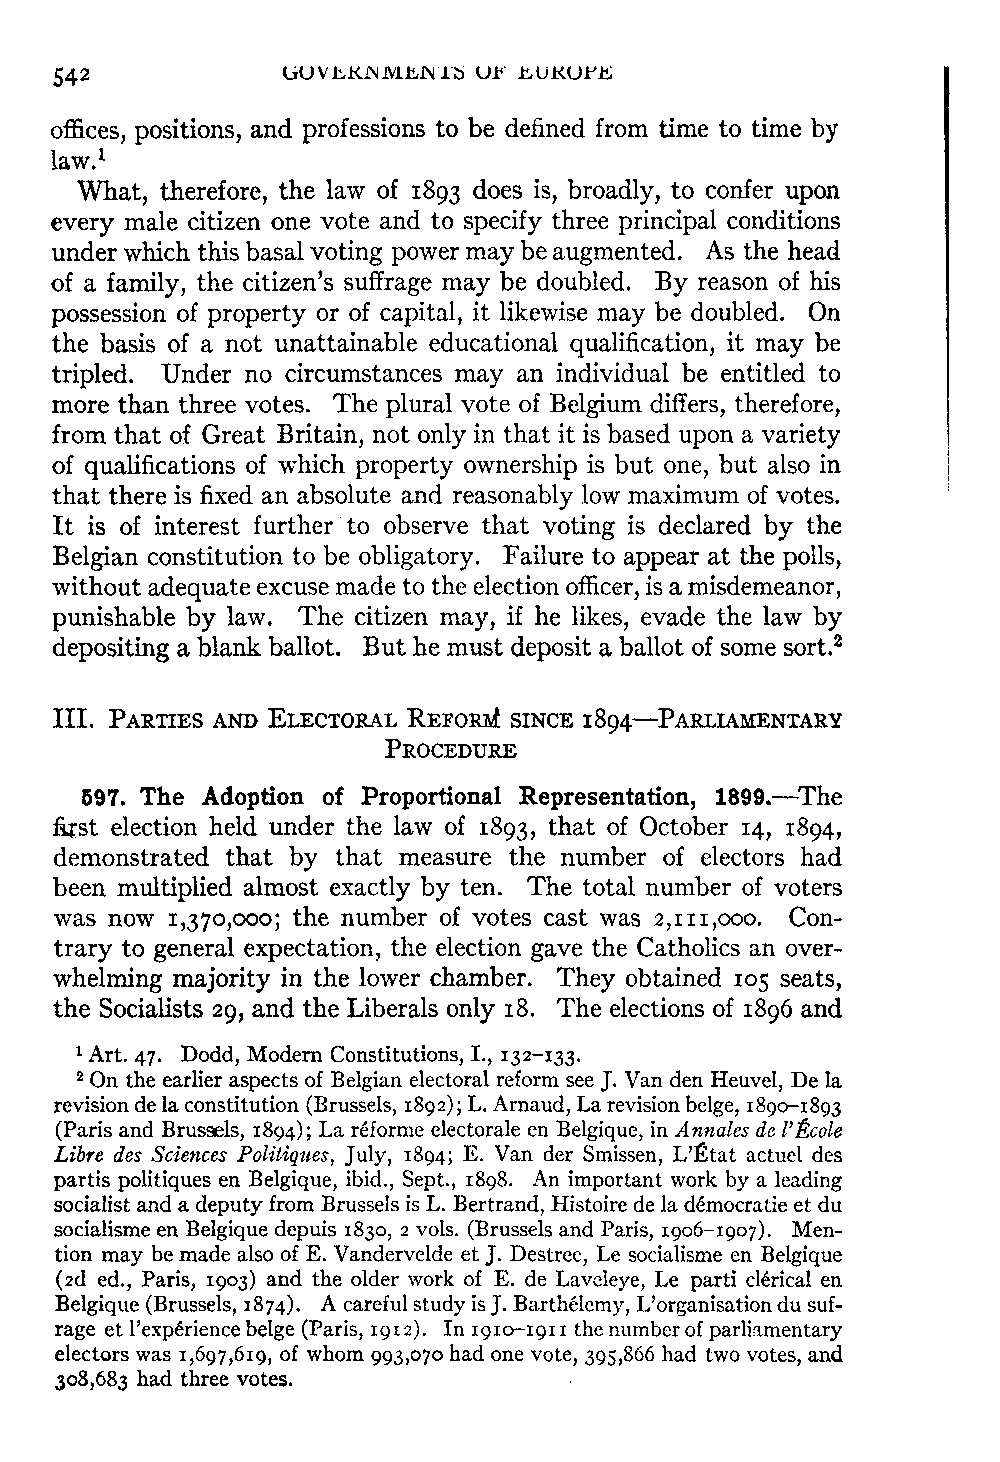 542 GOVERNMENTS OF EUROPE
offices, positions, and professions to be defined from time to time by
law.¹
What, therefore, the law of 1893 does is, broadly, to confer upon
every male citizen one vote and to specify three principal conditions
under which this basal voting power may be augmented. As the head
of a family, the citizen's suffrage may be doubled. By reason of his
possession of property or of capital, it likewise may be doubled. On
the basis of a not unattainable educational qualification, it may be
tripled. Under no circumstances may an individual be entitled to
more than three votes. The plural vote of Belgium differs, therefore,
from that of Great Britain, not only in that it is based upon a variety
of qualifications of which property ownership is but one, but also in
that there is fixed an absolute and reasonably low maximum of votes.
It is of interest further to observe that voting is declared by the
Belgian constitution to be obligatory. Failure to appear at the polls,
without adequate excuse made to the election officer, is a misdemeanor,
punishable by law. The citizen may, if he likes, evade the law by
depositing a blank ballot. But he must deposit a ballot of some sort.²
III. PARTIES AND ELECTORAL REFORM SINCE 1894—PARLIAMENTARY
PROCEDURE
597. The Adoption of Proportional Representation, 1899.—The
first election held under the law of 1893, that of October 14, 1894,
demonstrated that by that measure the number of electors had
been multiplied almost exactly by ten. The total number of voters
was now 1,370,000; the number of votes cast was 2,111,000. Con-
trary to general expectation, the election gave the Catholics an over-
whelming majority in the lower chamber. They obtained 105 seats,
the Socialists 29, and the Liberals only 18. The elections of 1896 and
¹ Art. 47. Dodd, Modern Constitutions, I., 132–133.
² On the earlier aspects of Belgian electoral reform see J. Van den Heuvel, De la
revision de la constitution (Brussels, 1892); L. Arnaud, La revision belge, 1890–1893
(Paris and Brussels, 1894); La réforme electorale en Belgique, in Annales de l'École
Libre des Sciences Politiques, July, 1894; E. Van der Smissen, L'État actuel des
partis politiques en Belgique, ibid., Sept., 1898. An important work by a leading
socialist and a deputy from Brussels is L. Bertrand, Histoire de la démocratie et du
socialisme en Belgique depuis 1830, 2 vols. (Brussels and Paris, 1906–1907). Men-
tion may be made also of E. Vandervelde et J. Destree, Le socialisme en Belgique
(2d ed., Paris, 1903) and the older work of E. de Laveleye, Le parti clérical en
Belgique (Brussels, 1874). A careful study is J. Barthélemy, L'organisation du suf-
rage et l'expérience belge (Paris, 1912). In 1910–1911 the number of parliamentary
electors was 1,697,619, of whom 993,070 had one vote, 395,866 had two votes, and
308,683 had three votes.